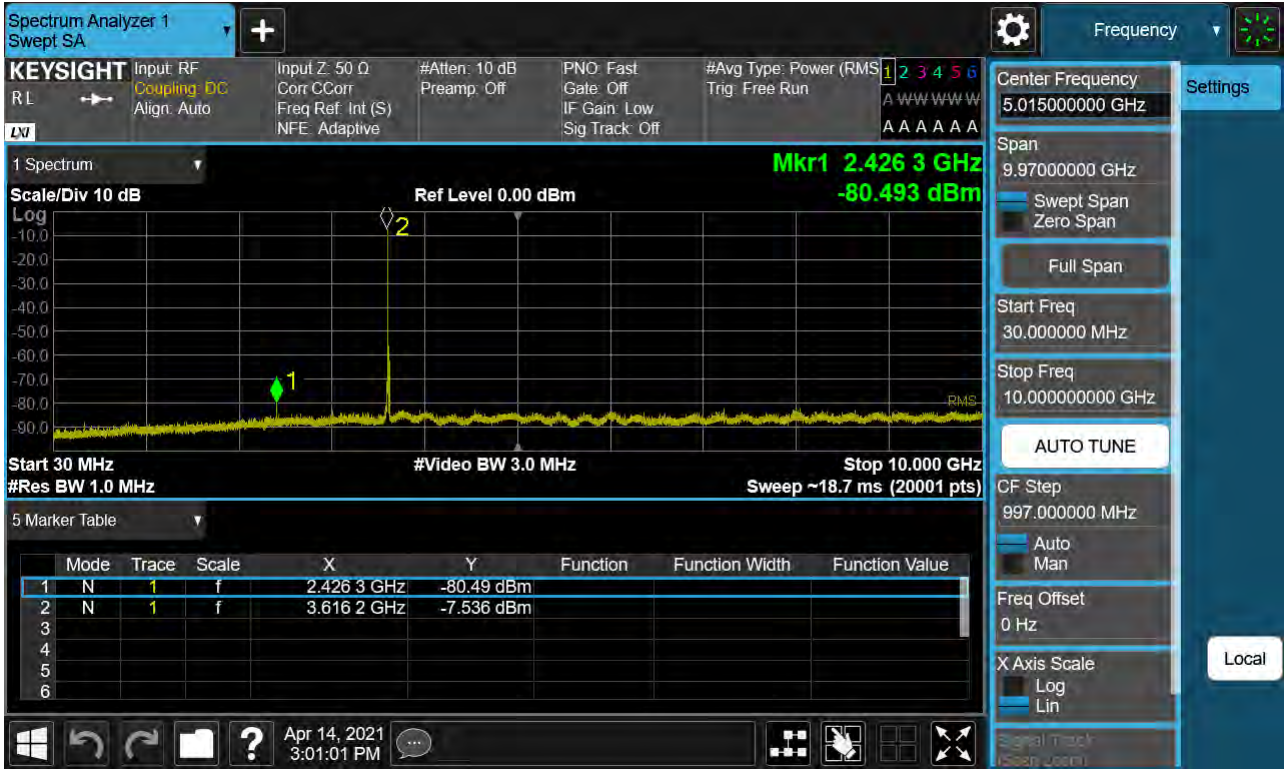 Spectrum Analyzer 1
Swept SA
+
Frequency
KEYSIGHT
RL
LXI
Input: RF
Coupling: DC
Align: Auto
Input Z: 50 Ω
Corr CCorr
Freq Ref: Int (S)
NFE: Adaptive
#Atten: 10 dB
Preamp: Off
PNO: Fast
Gate: Off
IF Gain: Low
Sig Track: Off
#Avg Type: Power (RMS
Trig: Free Run
1 2 3 4 5 6
A W W W W W
A A A A A A
1 Spectrum
Mkr1 2.426 3 GHz
-80.493 dBm
Scale/Div 10 dB
Ref Level 0.00 dBm
Log
-10.0
-20.0
-30.0
-40.0
-50.0
-60.0
-70.0
-80.0
-90.0
2
1
RMS
Start 30 MHz
#Video BW 3.0 MHz
Stop 10.000 GHz
#Res BW 1.0 MHz
Sweep ~18.7 ms (20001 pts)
5 Marker Table
Mode Trace Scale X Y Function Function Width Function Value
1 N 1 f 2.426 3 GHz -80.49 dBm
2 N 1 f 3.616 2 GHz -7.536 dBm
3
4
5
6
Apr 14, 2021
3:01:01 PM
Center Frequency
5.015000000 GHz
Settings
Span
9.97000000 GHz
Swept Span
Zero Span
Full Span
Start Freq
30.000000 MHz
Stop Freq
10.000000000 GHz
AUTO TUNE
CF Step
997.000000 MHz
Auto
Man
Freq Offset
0 Hz
X Axis Scale
Log
Lin
Local
Signal Track
(Span Zoom)